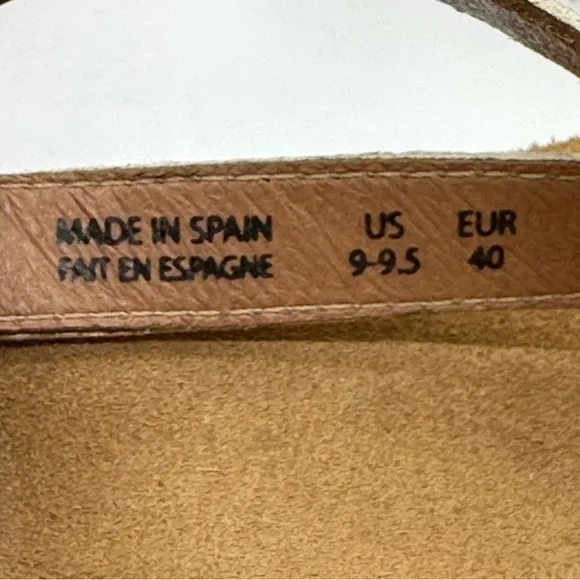 MADE IN SPAIN
FAIT EN ESPAGNE
US EUR
9-9.5 40